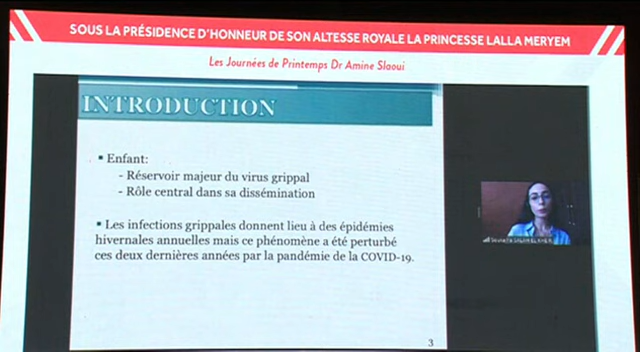 SOUS LA PRÉSIDENCE D'HONNEUR DE SON ALTESSE ROYALE LA PRINCESSE LALLA MERYEM
Les Journées de Printemps Dr Amine Slaoui
INTRODUCTION
▪ Enfant:
- Réservoir majeur du virus grippal
- Rôle central dans sa dissémination
▪ Les infections grippales donnent lieu à des épidémies
hivernales annuelles mais ce phénomène a été perturbé
ces deux dernières années par la pandémie de la COVID-19.
3